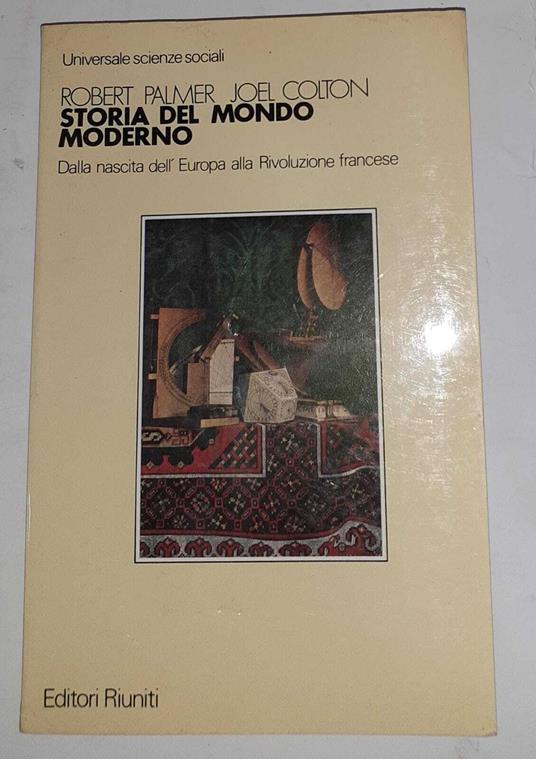 Universale scienze sociali
ROBERT PALMER JOEL COLTON
STORIA DEL MONDO
MODERNO
Dalla nascita dell' Europa alla Rivoluzione francese
Editori Riuniti